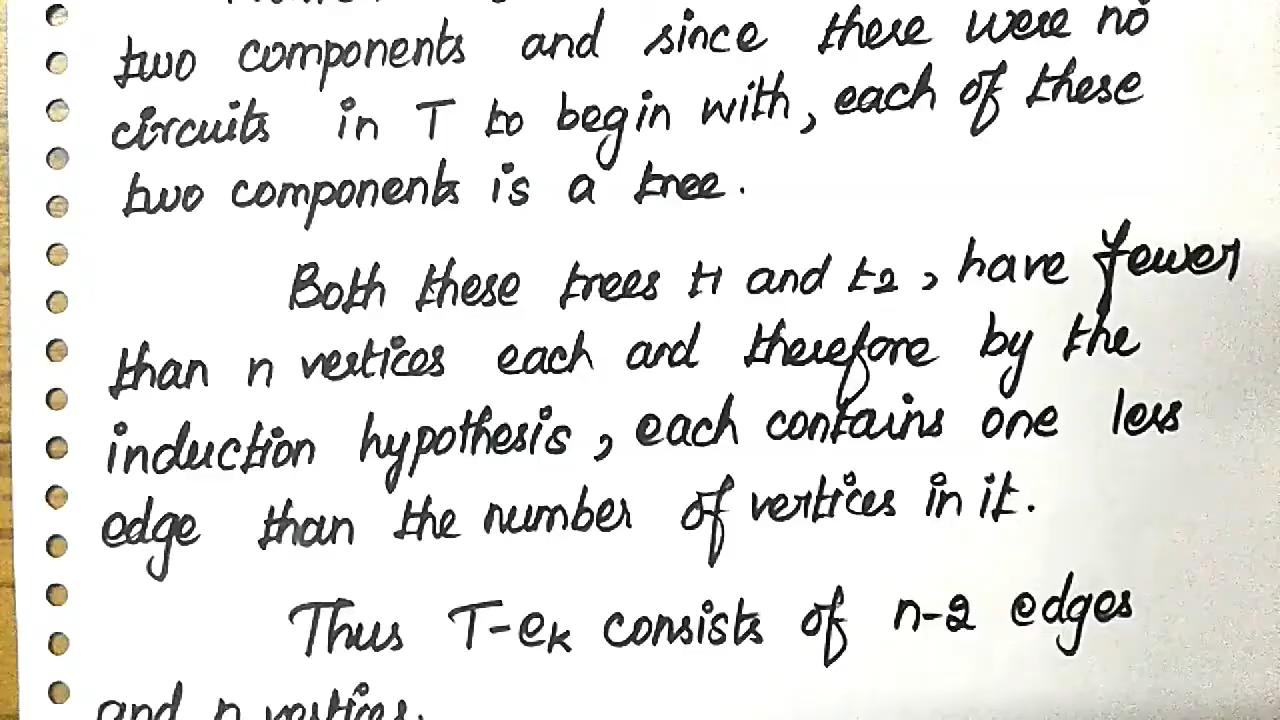 two components and since there were no
circuits in T to begin with, each of these
two components is a tree.
Both these trees t1 and t2, have fewer
than n vertices each and therefore by the
induction hypothesis, each contains one less
edge than the number of vertices in it.
Thus T-ek consists of n-2 edges
and n vertices.